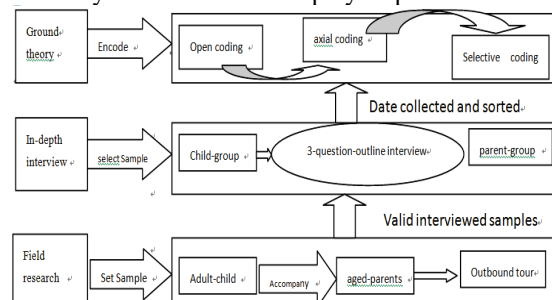 Ground
theory
Encode
Open coding
axial coding
Selective coding
Date collected and sorted
In-depth
interview
select Sample
Child-group
3-question-outline interview
parent-group
Valid interviewed samples
Field
research
Set Sample
Adult-child
Accompany
aged-parents
Outbound tour